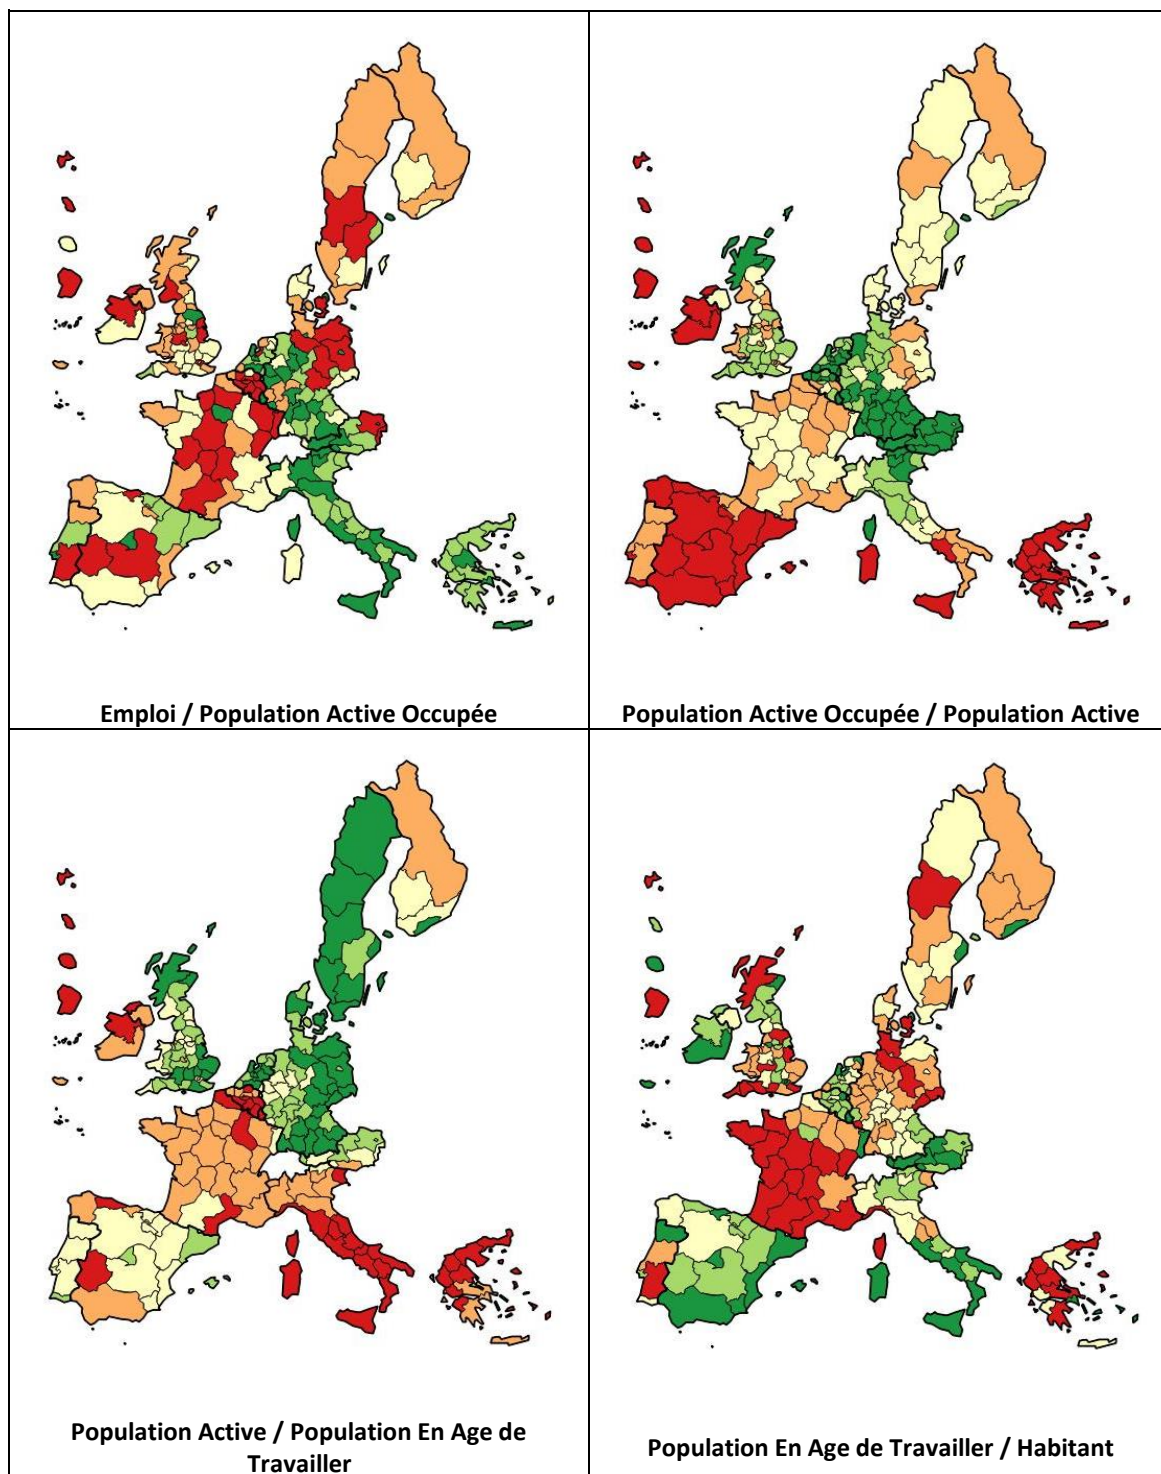 Emploi / Population Active Occupée
Population Active Occupée / Population Active
Population Active / Population En Age de
Travailler
Population En Age de Travailler / Habitant